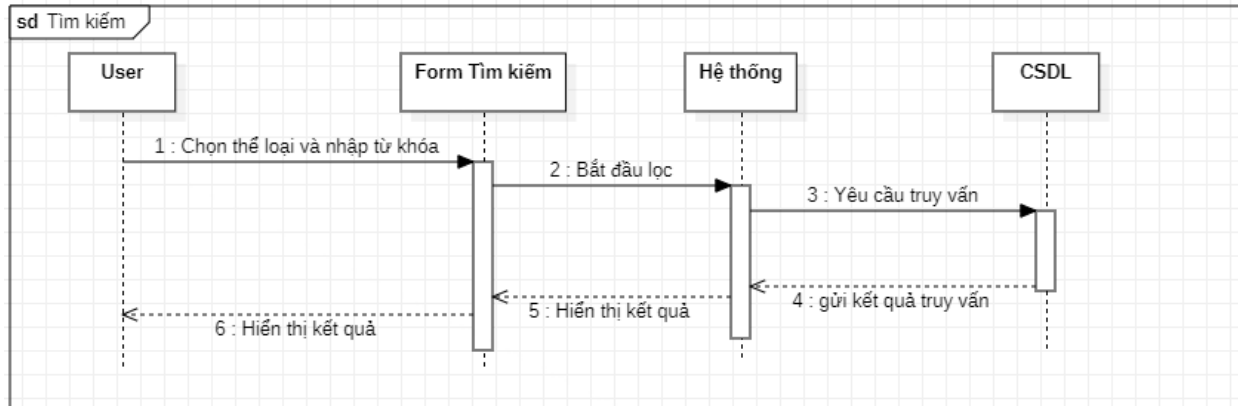 sd Tìm kiếm
User
Form Tìm kiếm
Hệ thống
CSDL
1 : Chọn thể loại và nhập từ khóa
2 : Bắt đầu lọc
3 : Yêu cầu truy vấn
4 : gửi kết quả truy vấn
5 : Hiển thị kết quả
6 : Hiển thị kết quả